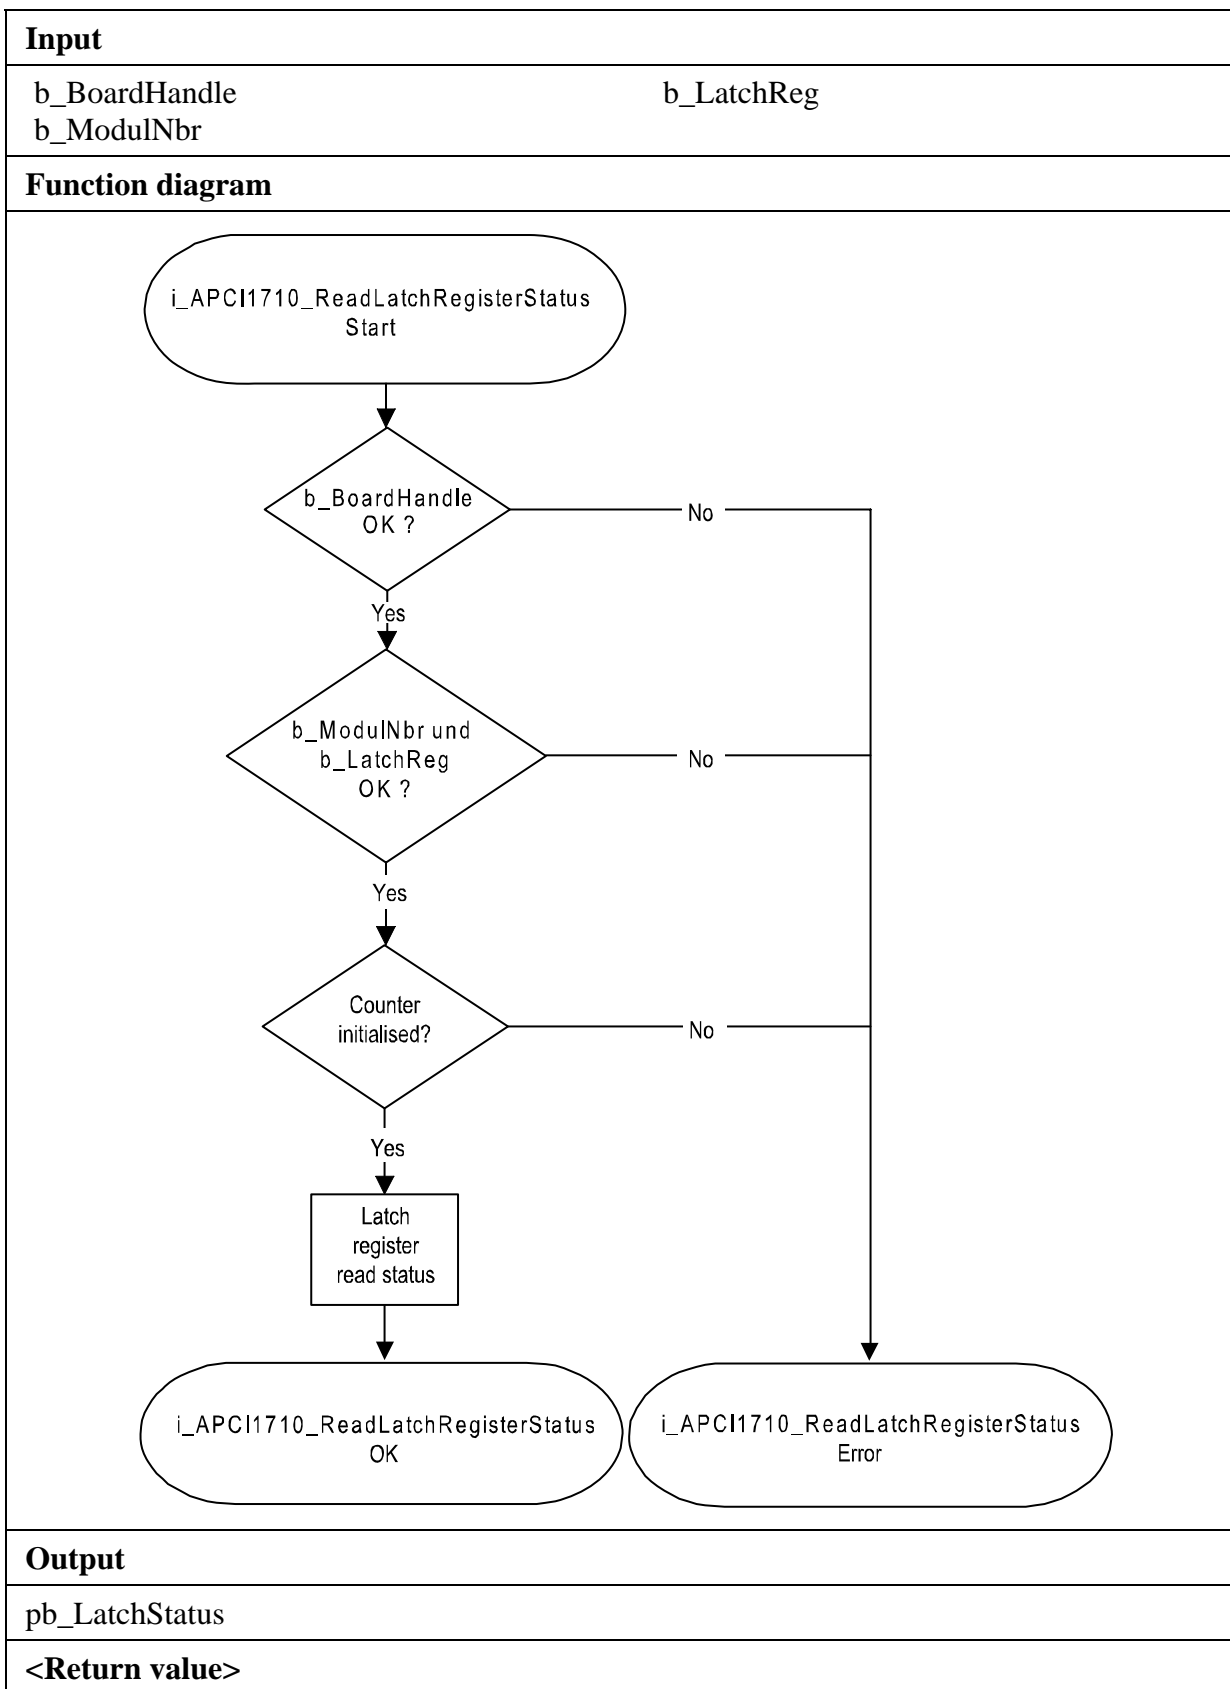 Input
b_BoardHandle b_LatchReg
b_ModulNbr
Function diagram
i_APCI1710_ReadLatchRegisterStatus
Start
b_BoardHandle
OK ?
No
Yes
b_ModulNbr und
b_LatchReg
OK ?
No
Yes
Counter
initialised?
No
Yes
Latch
register
read status
i_APCI1710_ReadLatchRegisterStatus
OK
i_APCI1710_ReadLatchRegisterStatus
Error
Output
pb_LatchStatus
<Return value>